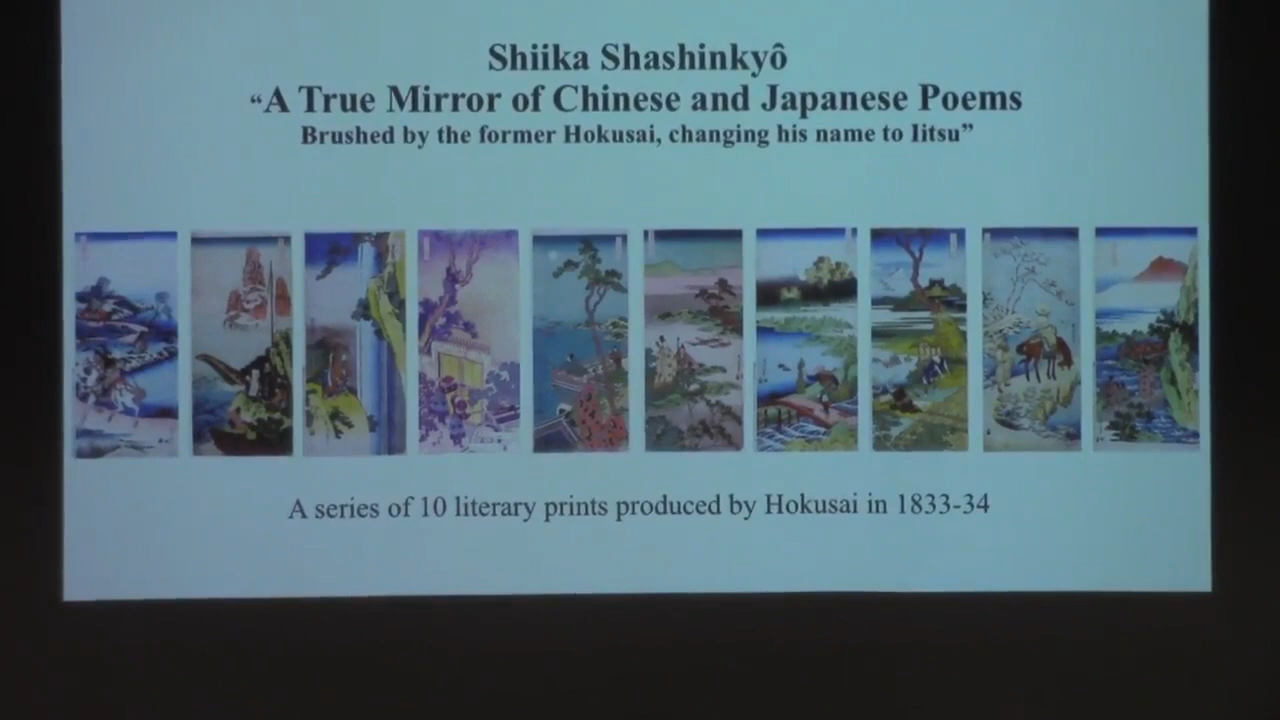 Shiika Shashinkyô
“A True Mirror of Chinese and Japanese Poems
Brushed by the former Hokusai, changing his name to Iitsu”
A series of 10 literary prints produced by Hokusai in 1833-34